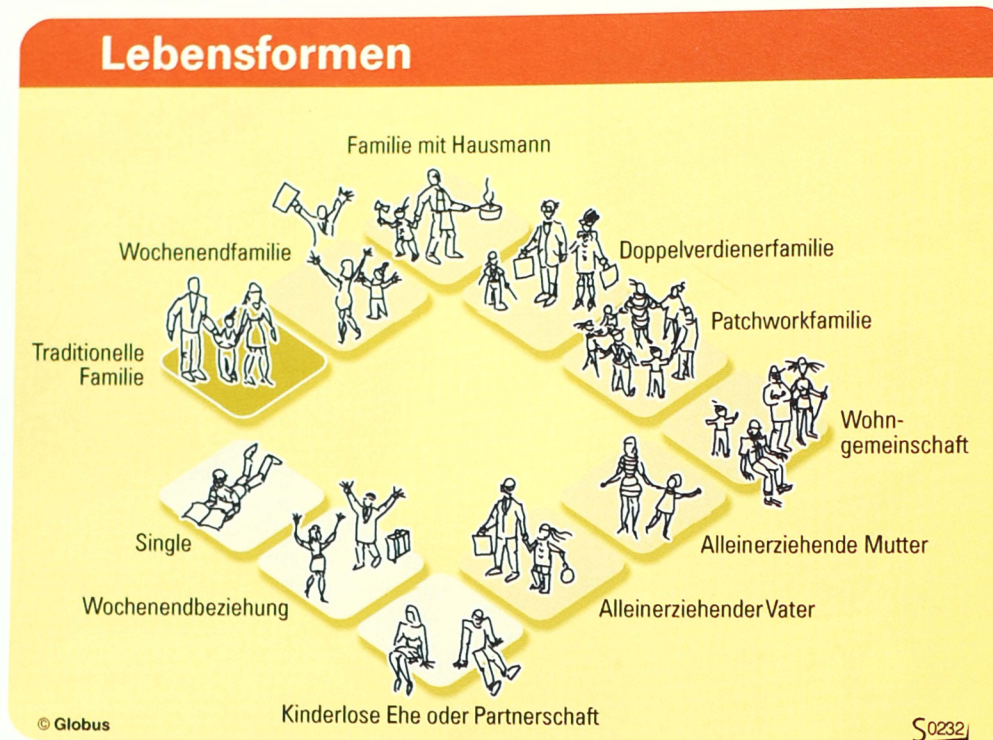 Lebensformen
Familie mit Hausmann
Wochenendfamilie
Doppelverdienerfamilie
Patchworkfamilie
Traditionelle
Familie
Wohn-
gemeinschaft
Single
Alleinerziehende Mutter
Wochenendbeziehung
Alleinerziehender Vater
Kinderlose Ehe oder Partnerschaft
© Globus
S0232